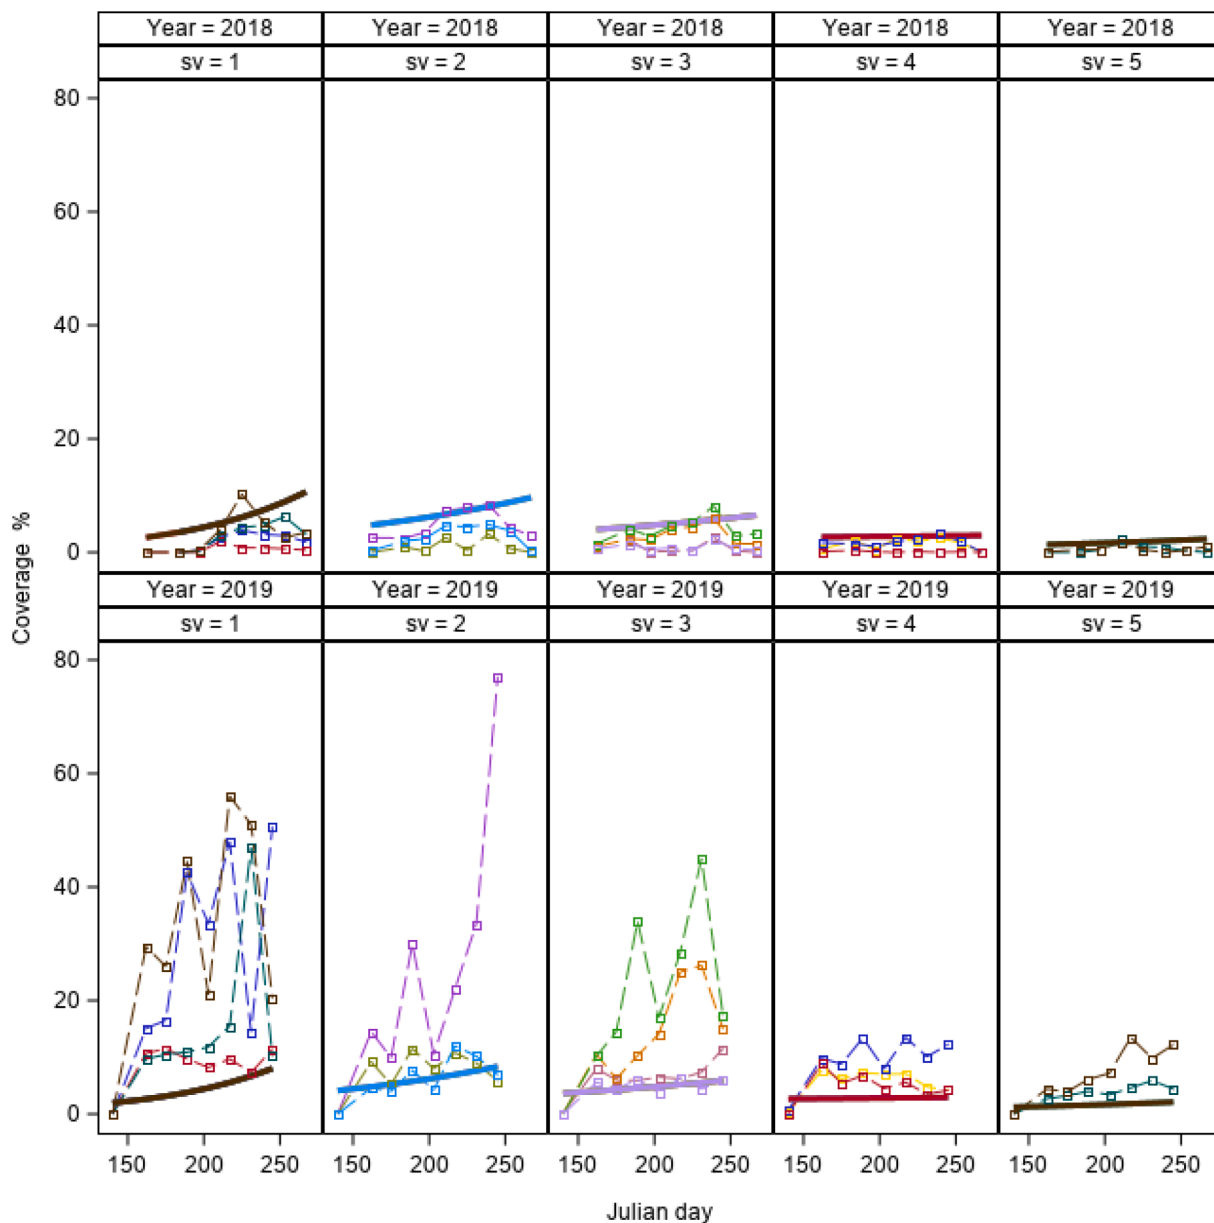 Year = 2018 Year = 2018 Year = 2018 Year = 2018 Year = 2018
sv = 1 sv = 2 sv = 3 sv = 4 sv = 5
80
60
40
20
0
Year = 2019 Year = 2019 Year = 2019 Year = 2019 Year = 2019
sv = 1 sv = 2 sv = 3 sv = 4 sv = 5
80
60
40
20
0
Coverage %
150 200 250 150 200 250 150 200 250 150 200 250 150 200 250
Julian day